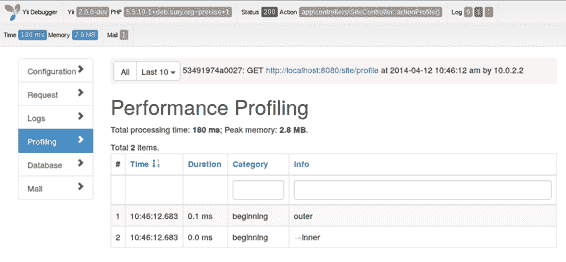 Yii Debugger Yii 2.0.0-dev PHP 5.5.10-1+deb.sury.org~precise+1 Status 200 Action app\controllers\SiteController::actionProfile() Log
Time 180 ms Memory 2.8 MB Mail 1
All Last 10 53491974a0027: GET http://localhost:8080/site/profile at 2014-04-12 10:46:12 am by 10.0.2.2
Configuration
Request
Logs
Profiling
Database
Mail
Performance Profiling
Total processing time: 180 ms; Peak memory: 2.8 MB.
Total 2 items.
# Time Duration Category Info
1 10:46:12.683 0.1 ms beginning outer
2 10:46:12.683 0.0 ms beginning →inner